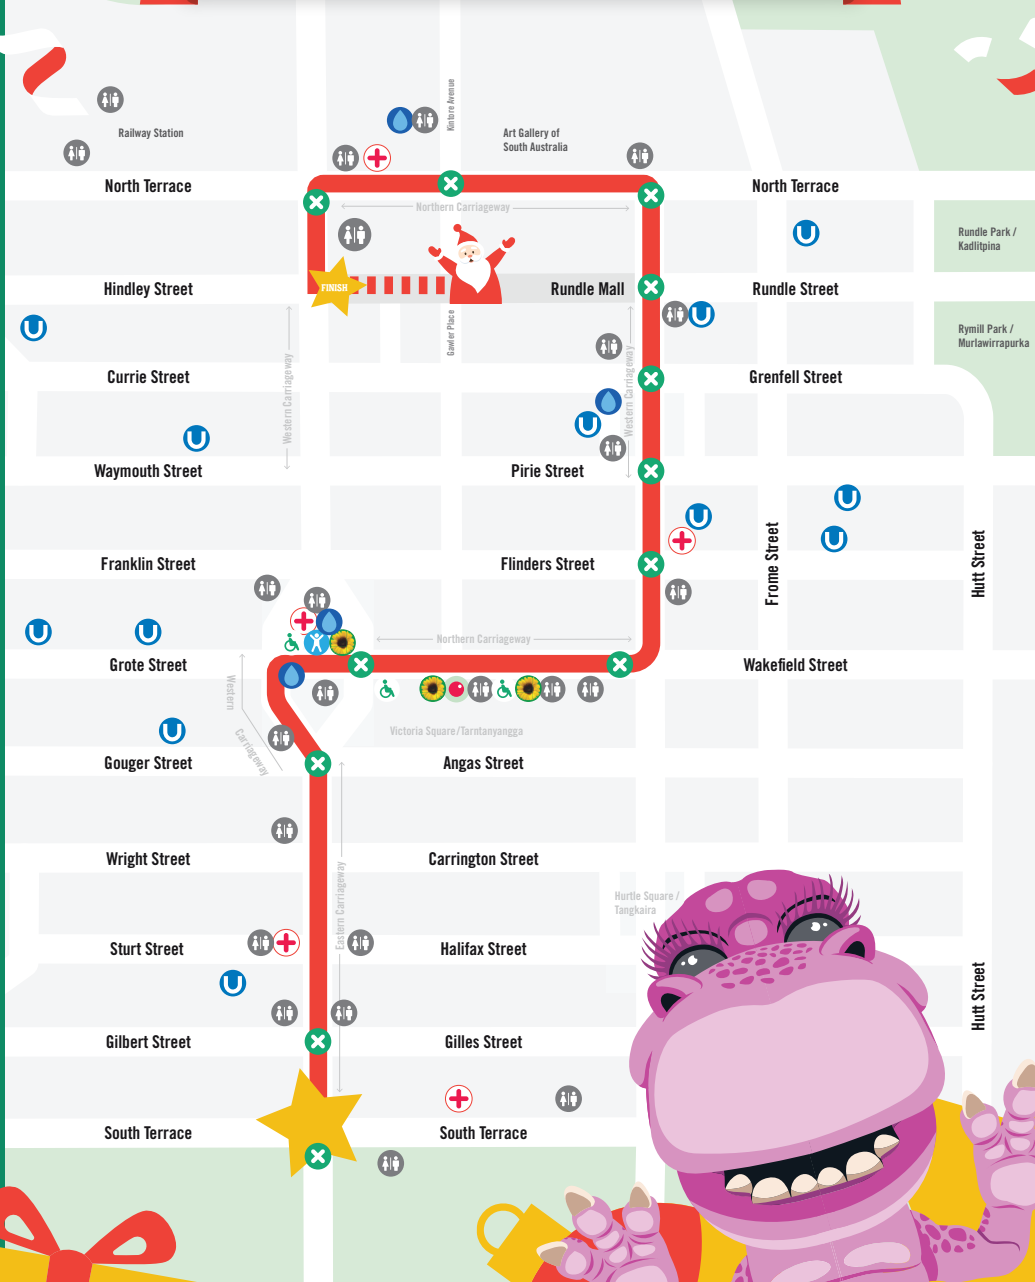 Kintore Avenue
Railway Station
Art Gallery of
South Australia
North Terrace
North Terrace
Northern Carriageway
Rundle Park /
Kadlitpina
Hindley Street
FINISH
Rundle Mall
Rundle Street
Gawler Place
Rymill Park /
Murlawirrapurka
Currie Street
Western Carriageway
Western Carriageway
Grenfell Street
Waymouth Street
Pirie Street
Franklin Street
Flinders Street
Frome Street
Hutt Street
Northern Carriageway
Grote Street
Wakefield Street
Western
Carriageway
Victoria Square/Tarntanyangga
Gouger Street
Angas Street
Wright Street
Carrington Street
Eastern Carriageway
Hurtle Square /
Tangkaira
Sturt Street
Halifax Street
Hutt Street
Gilbert Street
Gilles Street
South Terrace
South Terrace